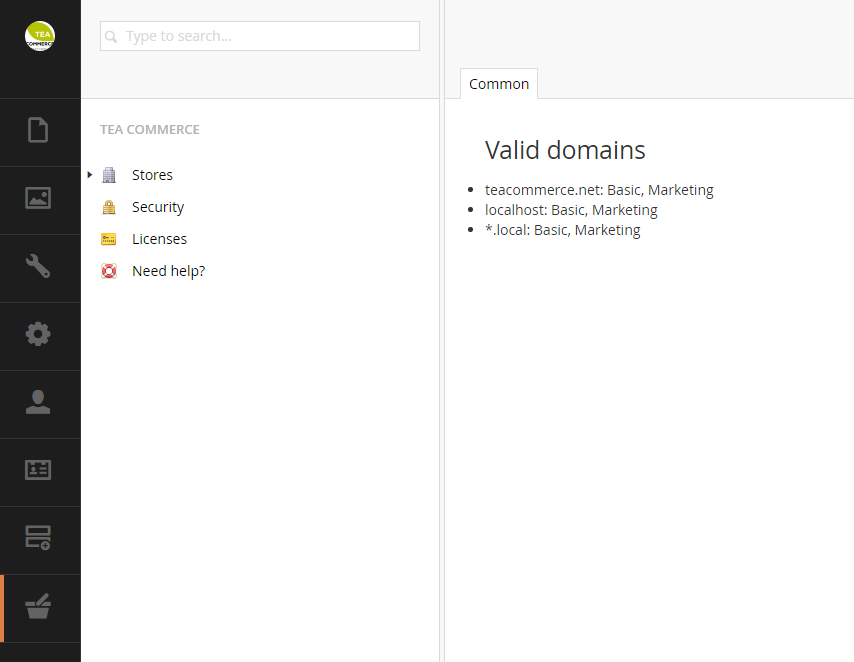 TEA
COMMERCE
Type to search...
Common
TEA COMMERCE
Stores
Security
Licenses
Need help?
Valid domains
teacommerce.net: Basic, Marketing
localhost: Basic, Marketing
*.local: Basic, Marketing